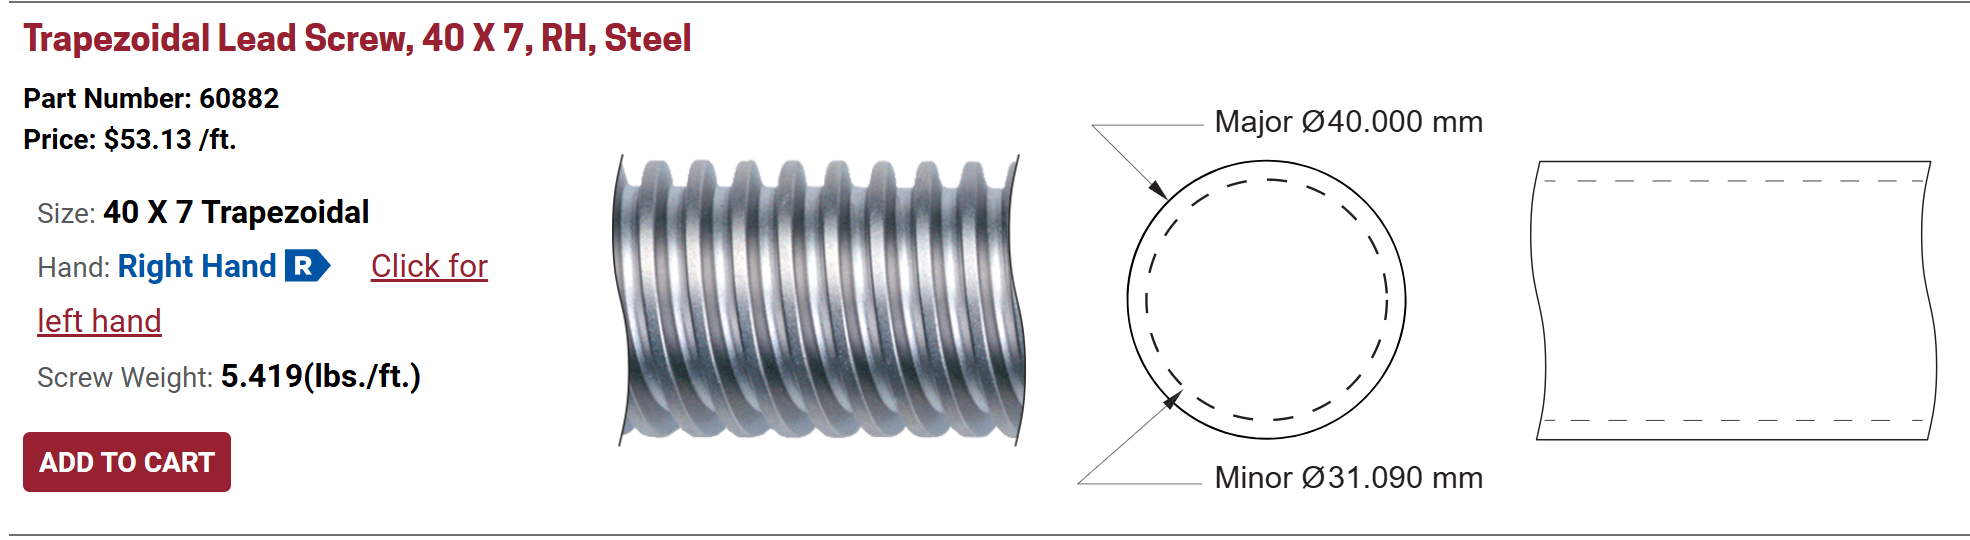 Trapezoidal Lead Screw, 40 X 7, RH, Steel
Part Number: 60882
Price: $53.13 /ft.
Size: 40 X 7 Trapezoidal
Hand: Right Hand R Click for
left hand
Screw Weight: 5.419(lbs./ft.)
ADD TO CART
Major Ø40.000 mm
Minor Ø31.090 mm